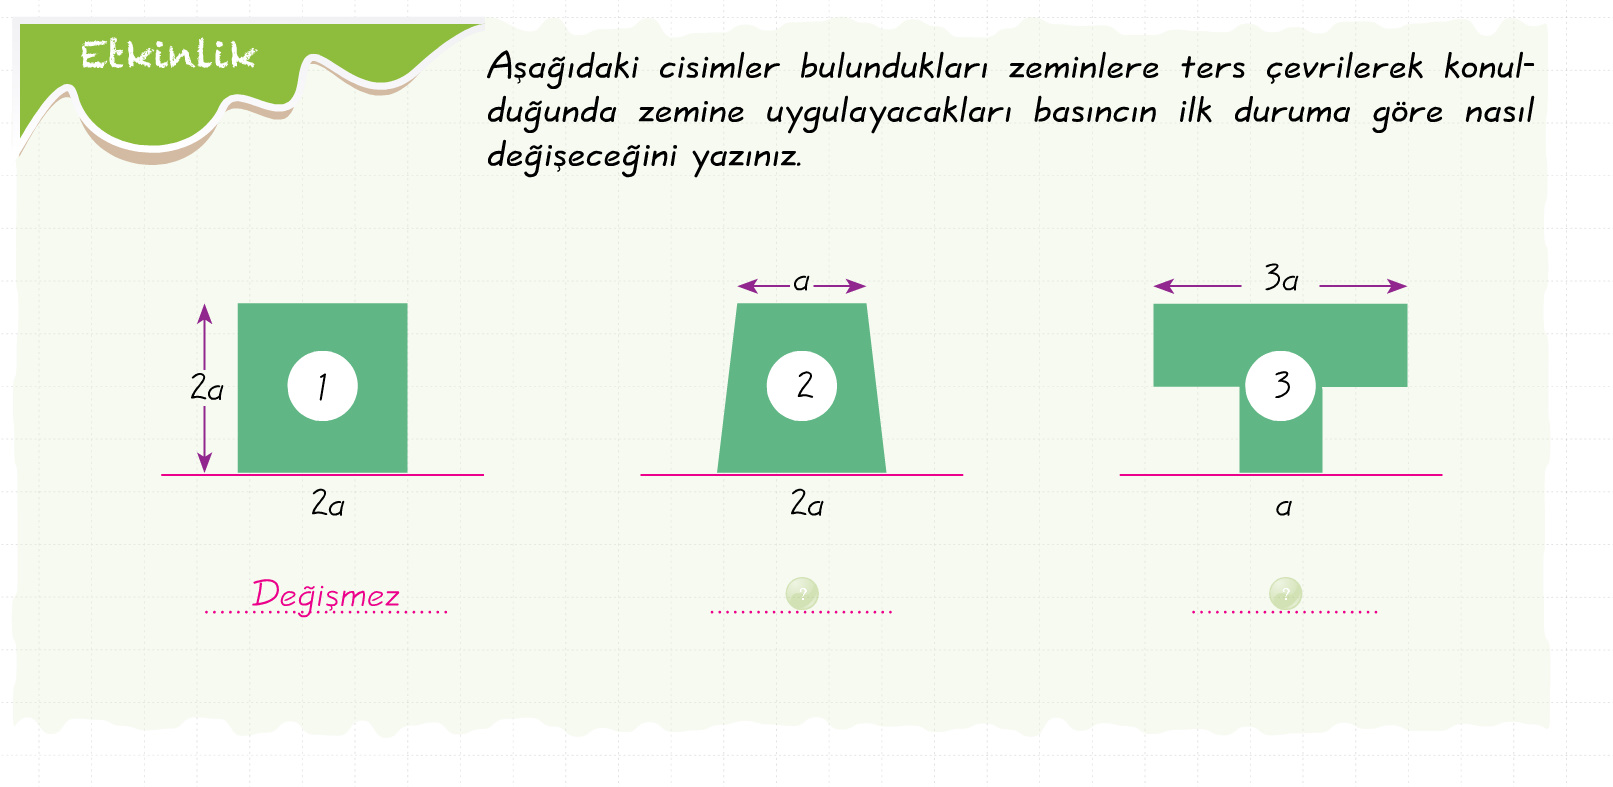 Etkinlik
Aşağıdaki cisimler bulundukları zeminlere ters çevrilerek konul-
duğunda zemine uygulayacakları basıncın ilk duruma göre nasıl
değişeceğini yazınız.
2a
1
2a
Değişmez
a
2
2a
?
3a
3
a
?